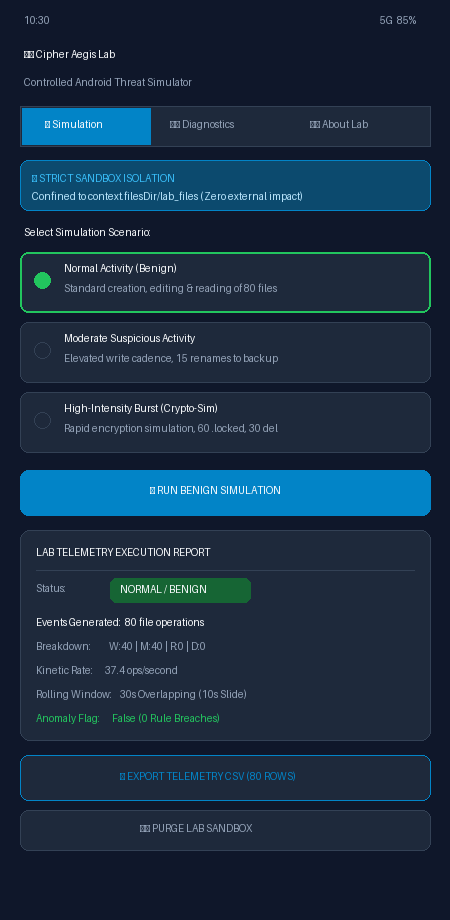 10:30
5G 85%
Cipher Aegis Lab
Controlled Android Threat Simulator
Simulation
Diagnostics
About Lab
STRICT SANDBOX ISOLATION
Confined to context.filesDir/lab_files (Zero external impact)
Select Simulation Scenario:
Normal Activity (Benign)
Standard creation, editing & reading of 80 files
Moderate Suspicious Activity
Elevated write cadence, 15 renames to backup
High-Intensity Burst (Crypto-Sim)
Rapid encryption simulation, 60 .locked, 30 del
RUN BENIGN SIMULATION
LAB TELEMETRY EXECUTION REPORT
Status: NORMAL / BENIGN
Events Generated: 80 file operations
Breakdown: W:40 | M:40 | R:0 | D:0
Kinetic Rate: 37.4 ops/second
Rolling Window: 30s Overlapping (10s Slide)
Anomaly Flag: False (0 Rule Breaches)
EXPORT TELEMETRY CSV (80 ROWS)
PURGE LAB SANDBOX